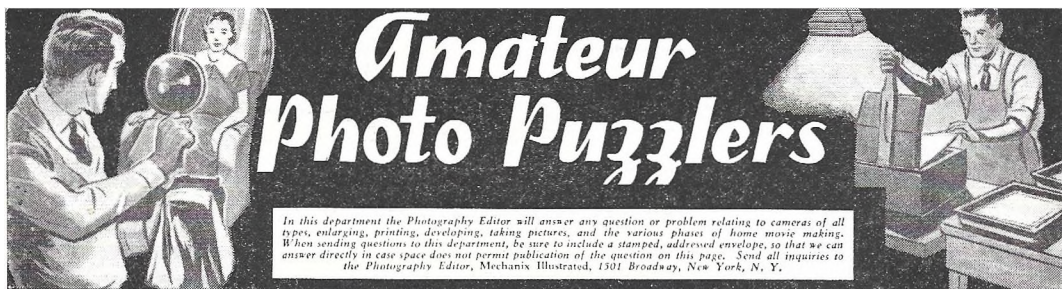 Amateur
Photo Puzzlers
In this department the Photography Editor will answer any question or problem relating to cameras of all
types, enlarging, printing, developing, taking pictures, and the various phases of home movie making.
When sending questions to this department, be sure to include a stamped, addressed envelope, so that we can
answer directly in case space does not permit publication of the question on this page. Send all inquiries to
the Photography Editor, Mechanix Illustrated, 1501 Broadway, New York, N. Y.